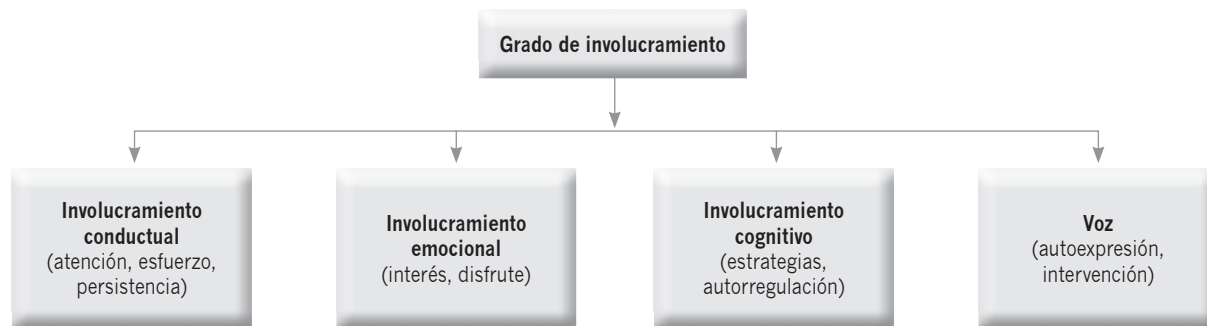 Grado de involucramiento
Involucramiento
conductual
(atención, esfuerzo,
persistencia)
Involucramiento
emocional
(interés, disfrute)
Involucramiento
cognitivo
(estrategias,
autorregulación)
Voz
(autoexpresión,
intervención)